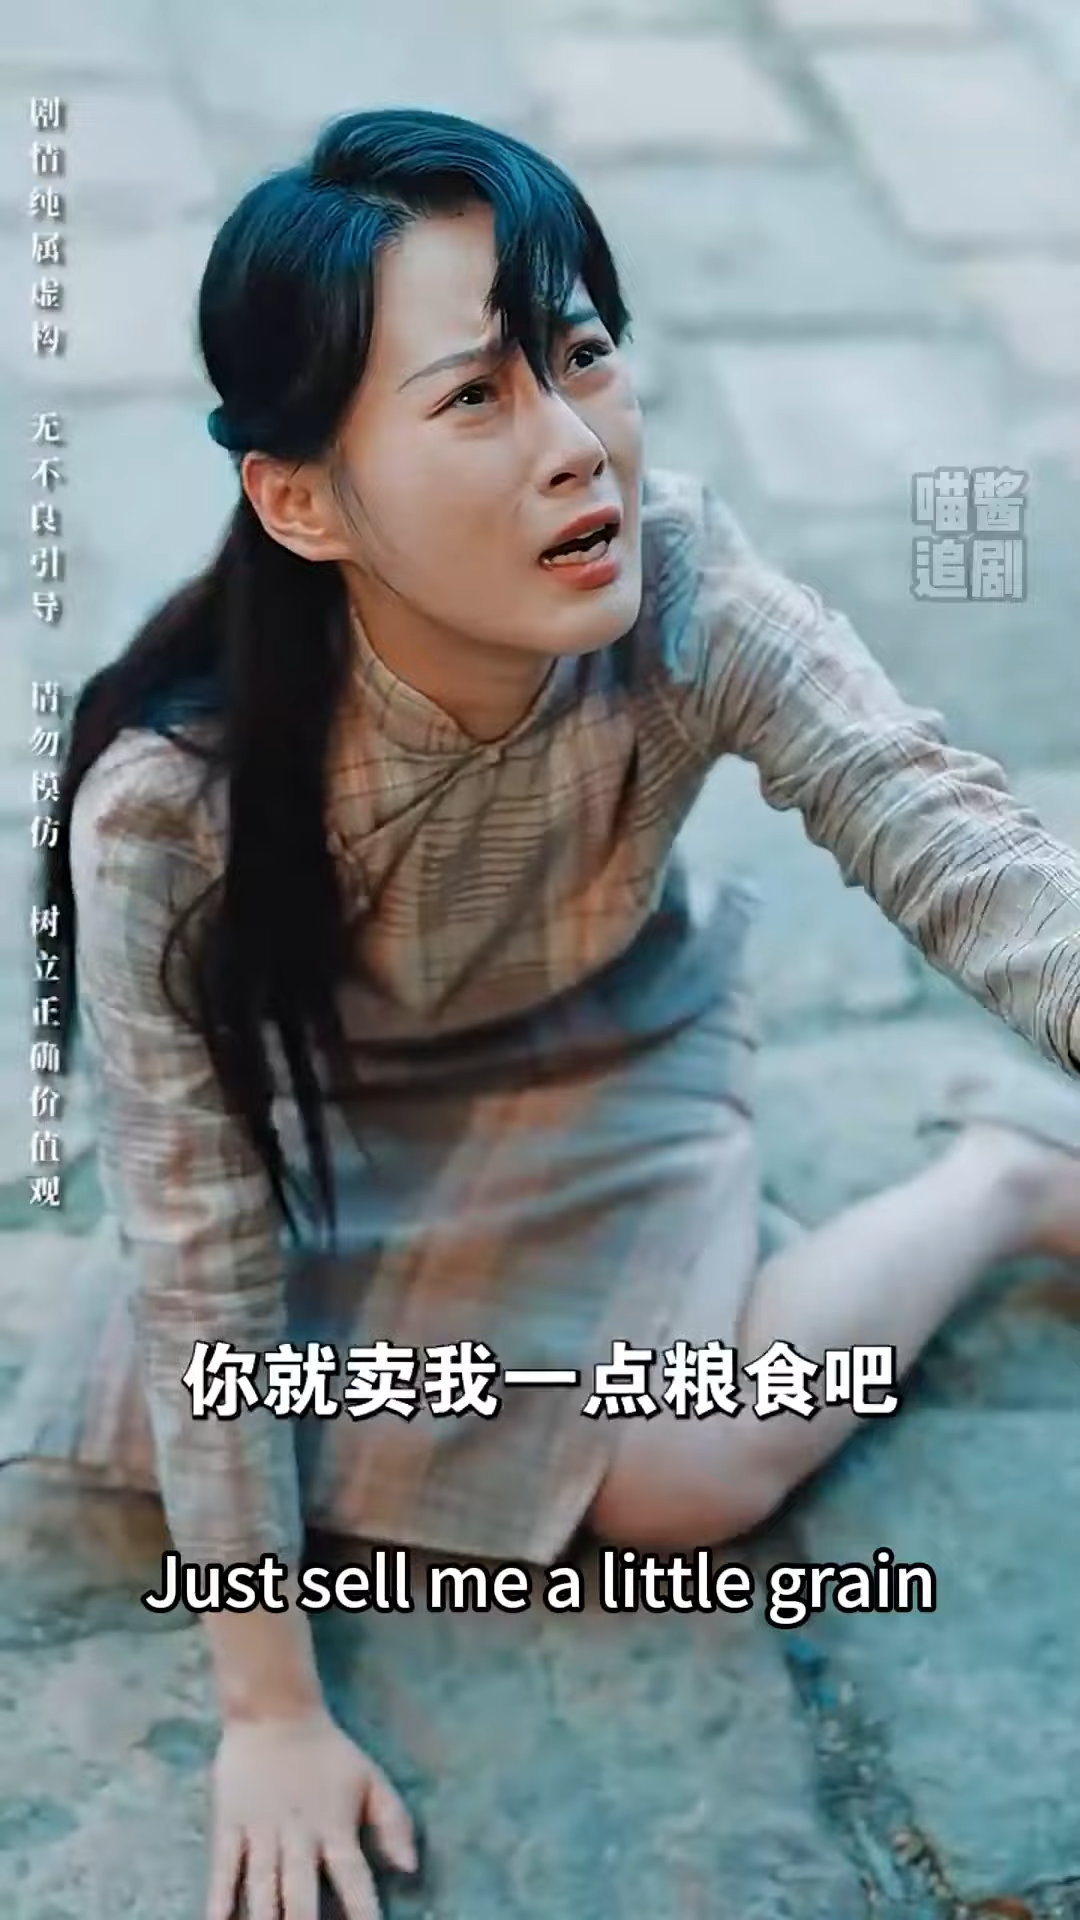 剧情纯属虚构 无不良引导 请勿模仿 树立正确价值观
喵酱
追剧
你就卖我一点粮食吧
Just sell me a little grain